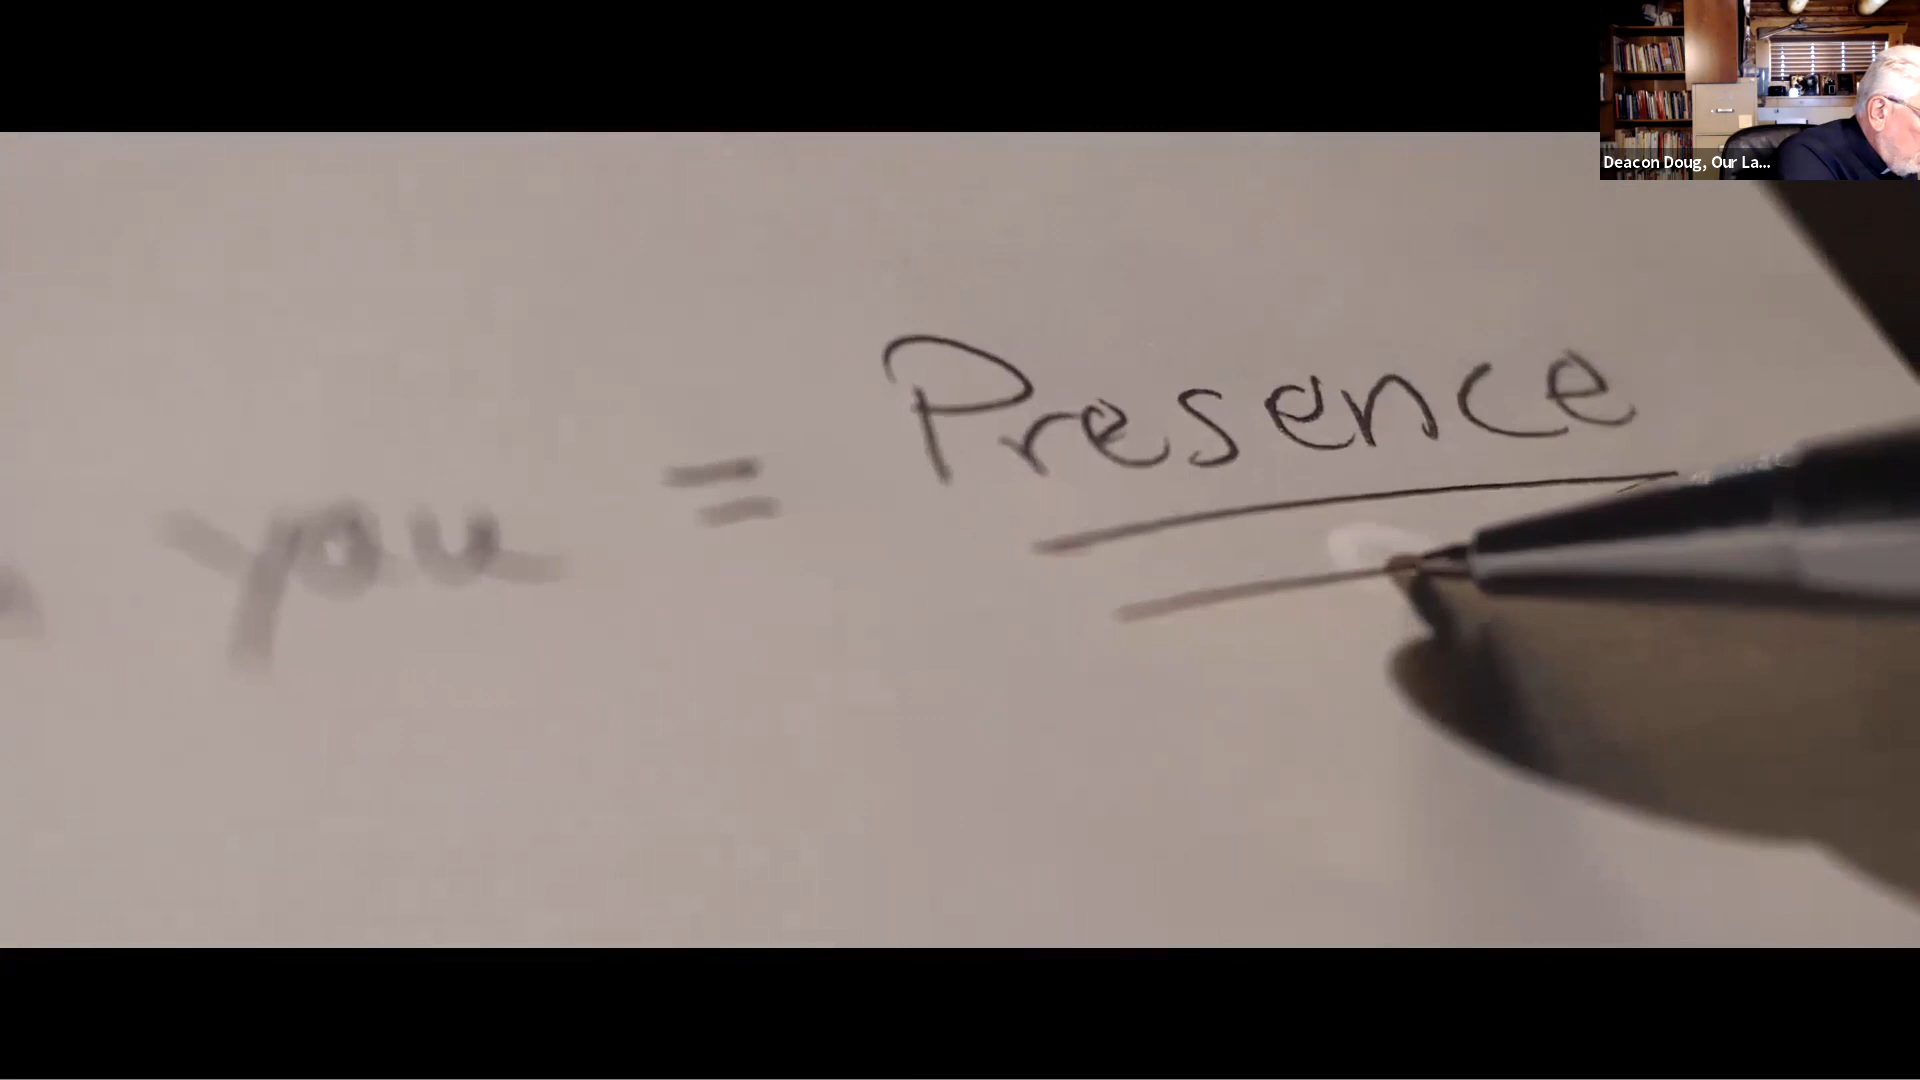 Deacon Doug, Our La...
you = Presence